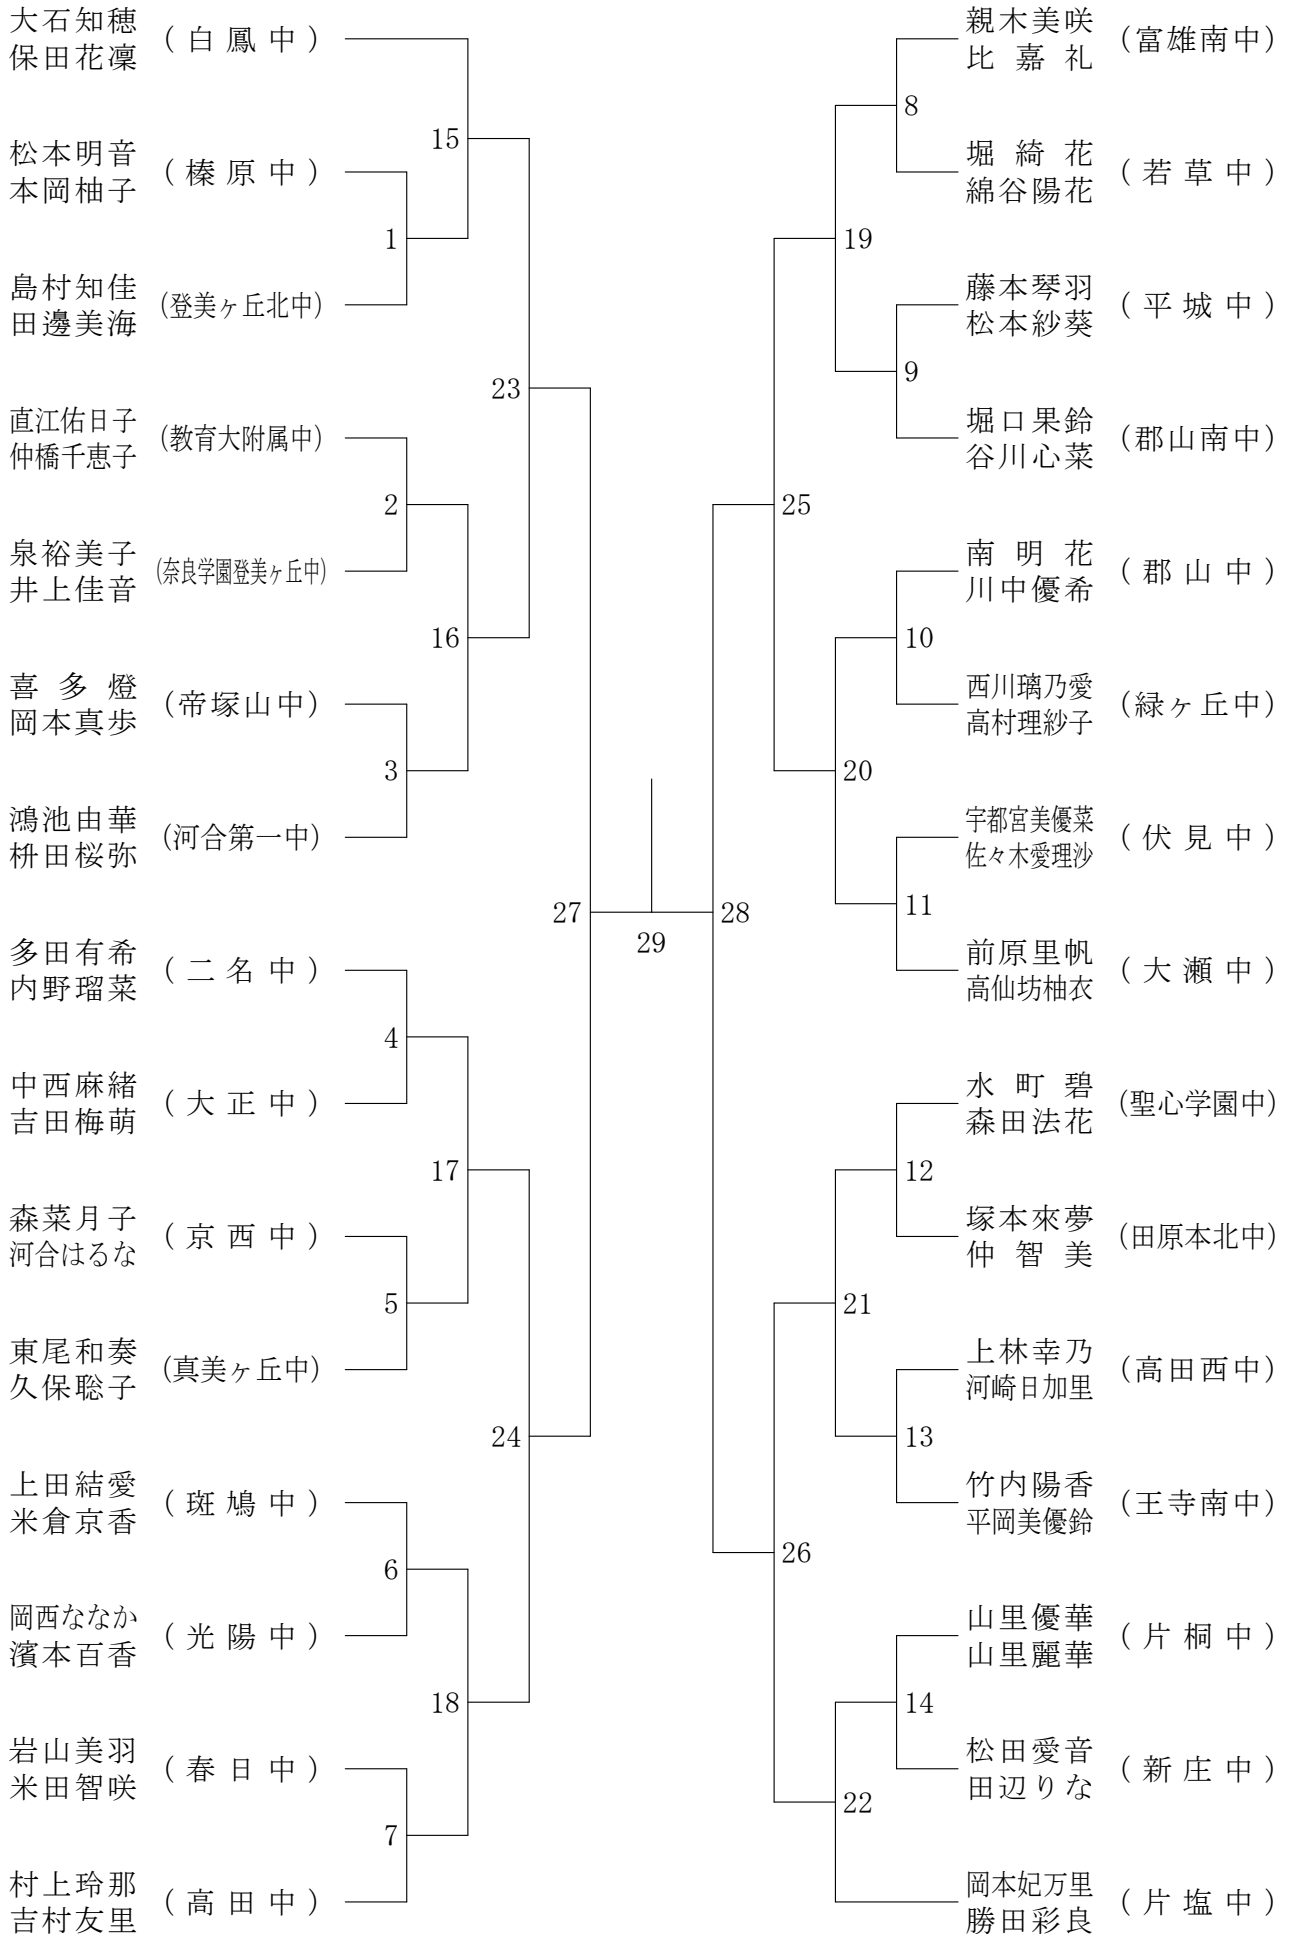 大石知穂
保田花凜
(白鳳中)
松本明音
本岡柚子
(榛原中)
島村知佳
田邊美海
(登美ヶ丘北中)
直江佑日子
仲橋千恵子
(教育大附属中)
泉裕美子
井上佳音
(奈良学園登美ヶ丘中)
喜多燈
岡本真歩
(帝塚山中)
鴻池由華
枡田桜弥
(河合第一中)
多田有希
内野瑠菜
(二名中)
中西麻緒
吉田梅萌
(大正中)
森菜月子
河合はるな
(京西中)
東尾和奏
久保聡子
(真美ヶ丘中)
上田結愛
米倉京香
(斑鳩中)
岡西ななか
濱本百香
(光陽中)
岩山美羽
米田智咲
(春日中)
村上玲那
吉村友里
(高田中)
1
2
3
4
5
6
7
15
16
17
18
23
24
27
29
28
25
26
19
20
21
22
8
9
10
11
12
13
14
親木美咲
比嘉礼
(富雄南中)
堀綺花
綿谷陽花
(若草中)
藤本琴羽
松本紗葵
(平城中)
堀口果鈴
谷川心菜
(郡山南中)
南明花
川中優希
(郡山中)
西川璃乃愛
高村理紗子
(緑ヶ丘中)
宇都宮美優菜
佐々木愛理沙
(伏見中)
前原里帆
高仙坊柚衣
(大瀬中)
水町碧
森田法花
(聖心学園中)
塚本來夢
仲智美
(田原本北中)
上林幸乃
河崎日加里
(高田西中)
竹内陽香
平岡美優鈴
(王寺南中)
山里優華
山里麗華
(片桐中)
松田愛音
田辺りな
(新庄中)
岡本妃万里
勝田彩良
(片塩中)